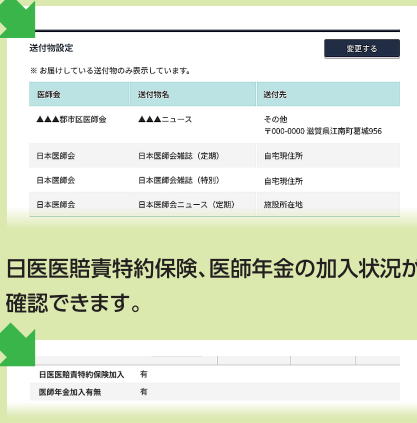 送付物設定
変更する
※ お届けしている送付物のみ表示しています。
医師会 送付物名 送付先
▲▲▲郡市区医師会 ▲▲▲ニュース その他
〒000-0000 滋賀県江南町葛城956
日本医師会 日本医師会雑誌（定期） 自宅現住所
日本医師会 日本医師会雑誌（特別） 自宅現住所
日本医師会 日本医師会ニュース（定期） 施設所在地
日医医賠責特約保険、医師年金の加入状況が
確認できます。
日医医賠責特約保険加入 有
医師年金加入有無 有